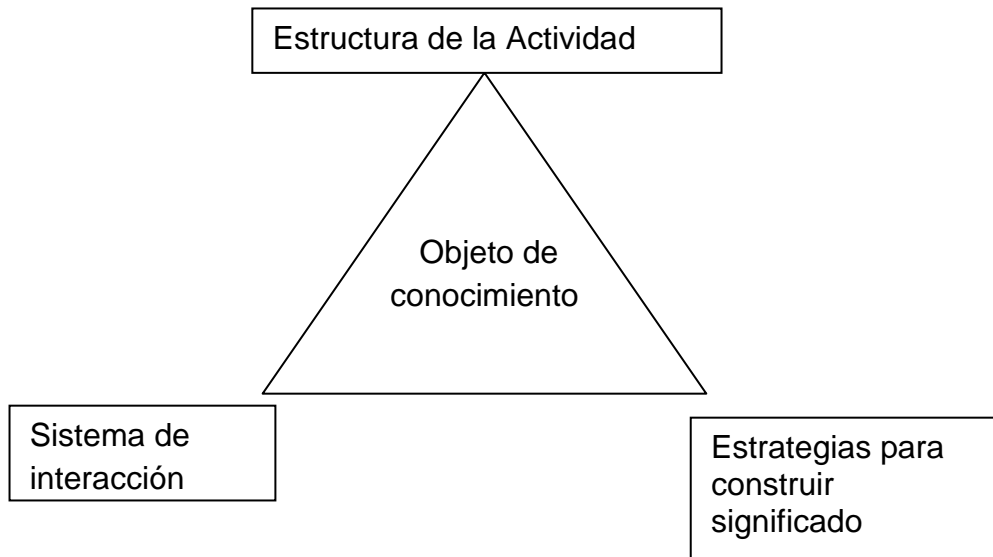 Estructura de la Actividad
Objeto de
conocimiento
Sistema de
interacción
Estrategias para
construir
significado